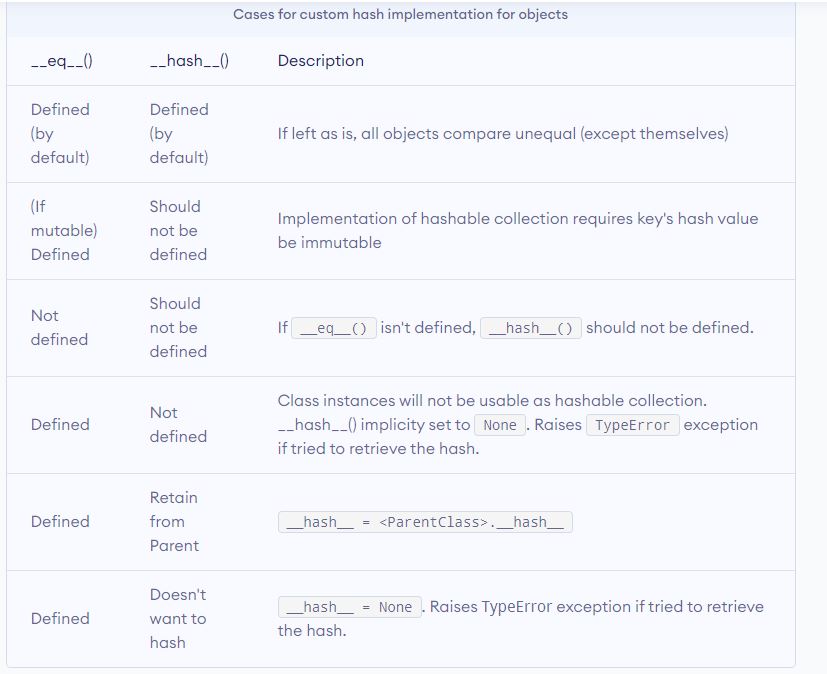 Cases for custom hash implementation for objects
__eq__() __hash__() Description
Defined (by default) Defined (by default) If left as is, all objects compare unequal (except themselves)
(If mutable) Defined Should not be defined Implementation of hashable collection requires key's hash value
be immutable
Not defined Should not be defined If __eq__() isn't defined, __hash__() should not be defined.
Defined Not defined Class instances will not be usable as hashable collection.
__hash__() implicity set to None . Raises TypeError exception
if tried to retrieve the hash.
Defined Retain from Parent __hash__ = <ParentClass>.__hash__
Defined Doesn't want to hash __hash__ = None . Raises TypeError exception if tried to retrieve
the hash.